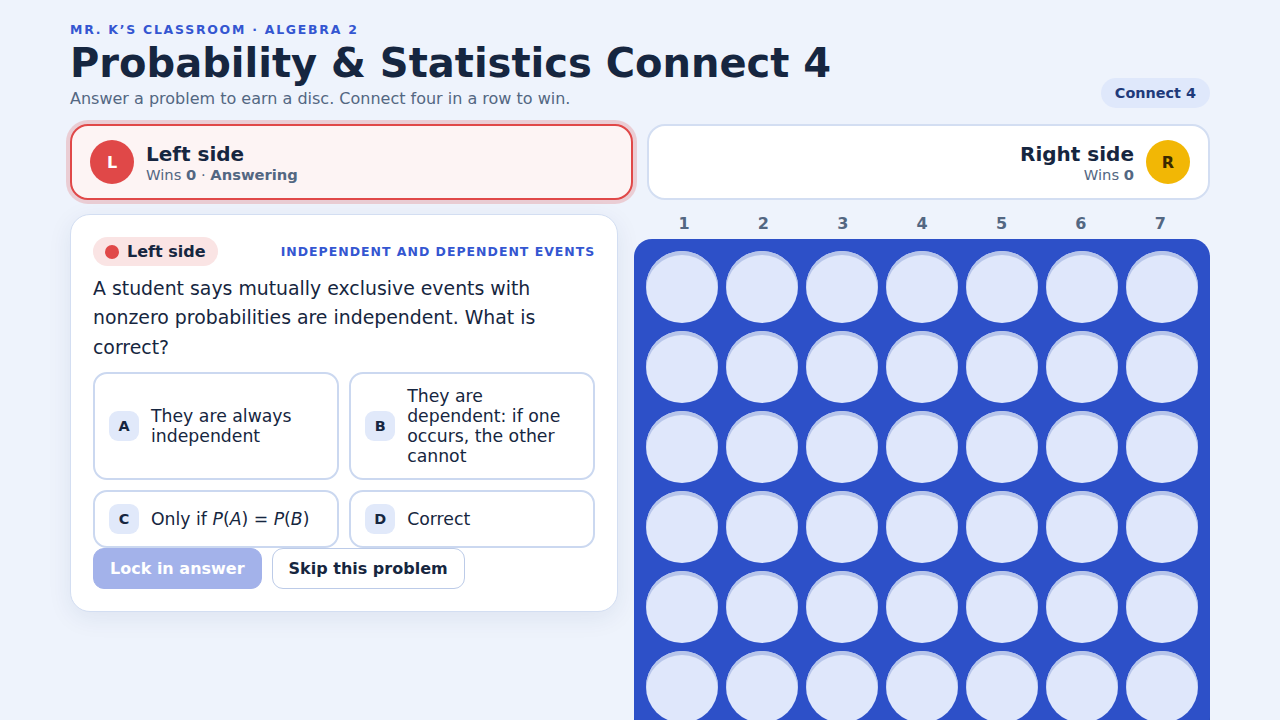 MR. K’S CLASSROOM · ALGEBRA 2
Probability & Statistics Connect 4
Answer a problem to earn a disc. Connect four in a row to win.
Connect 4
L
Left side
Wins 0 · Answering
Right side
Wins 0
R
Left side
INDEPENDENT AND DEPENDENT EVENTS
A student says mutually exclusive events with
nonzero probabilities are independent. What is
correct?
A
They are always
independent
B
They are
dependent: if one
occurs, the other
cannot
C
Only if P(A) = P(B)
D
Correct
Lock in answer
Skip this problem
1 2 3 4 5 6 7